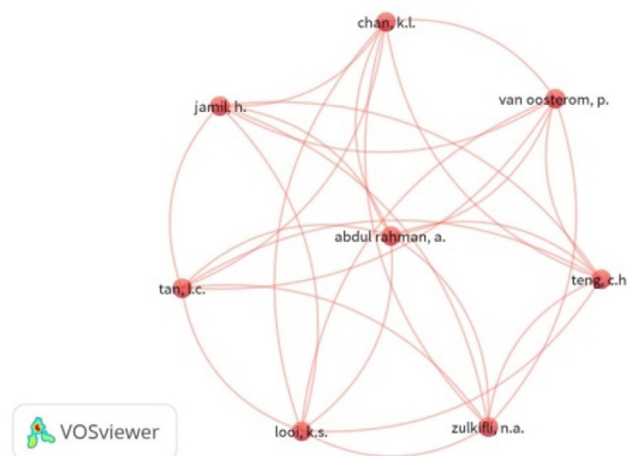 chan, k.l.
van oosterom, p.
jamil, h.
abdul rahman, a.
teng, c.h
tan, l.c.
looi, k.s.
zulkifli, n.a.
VOSviewer